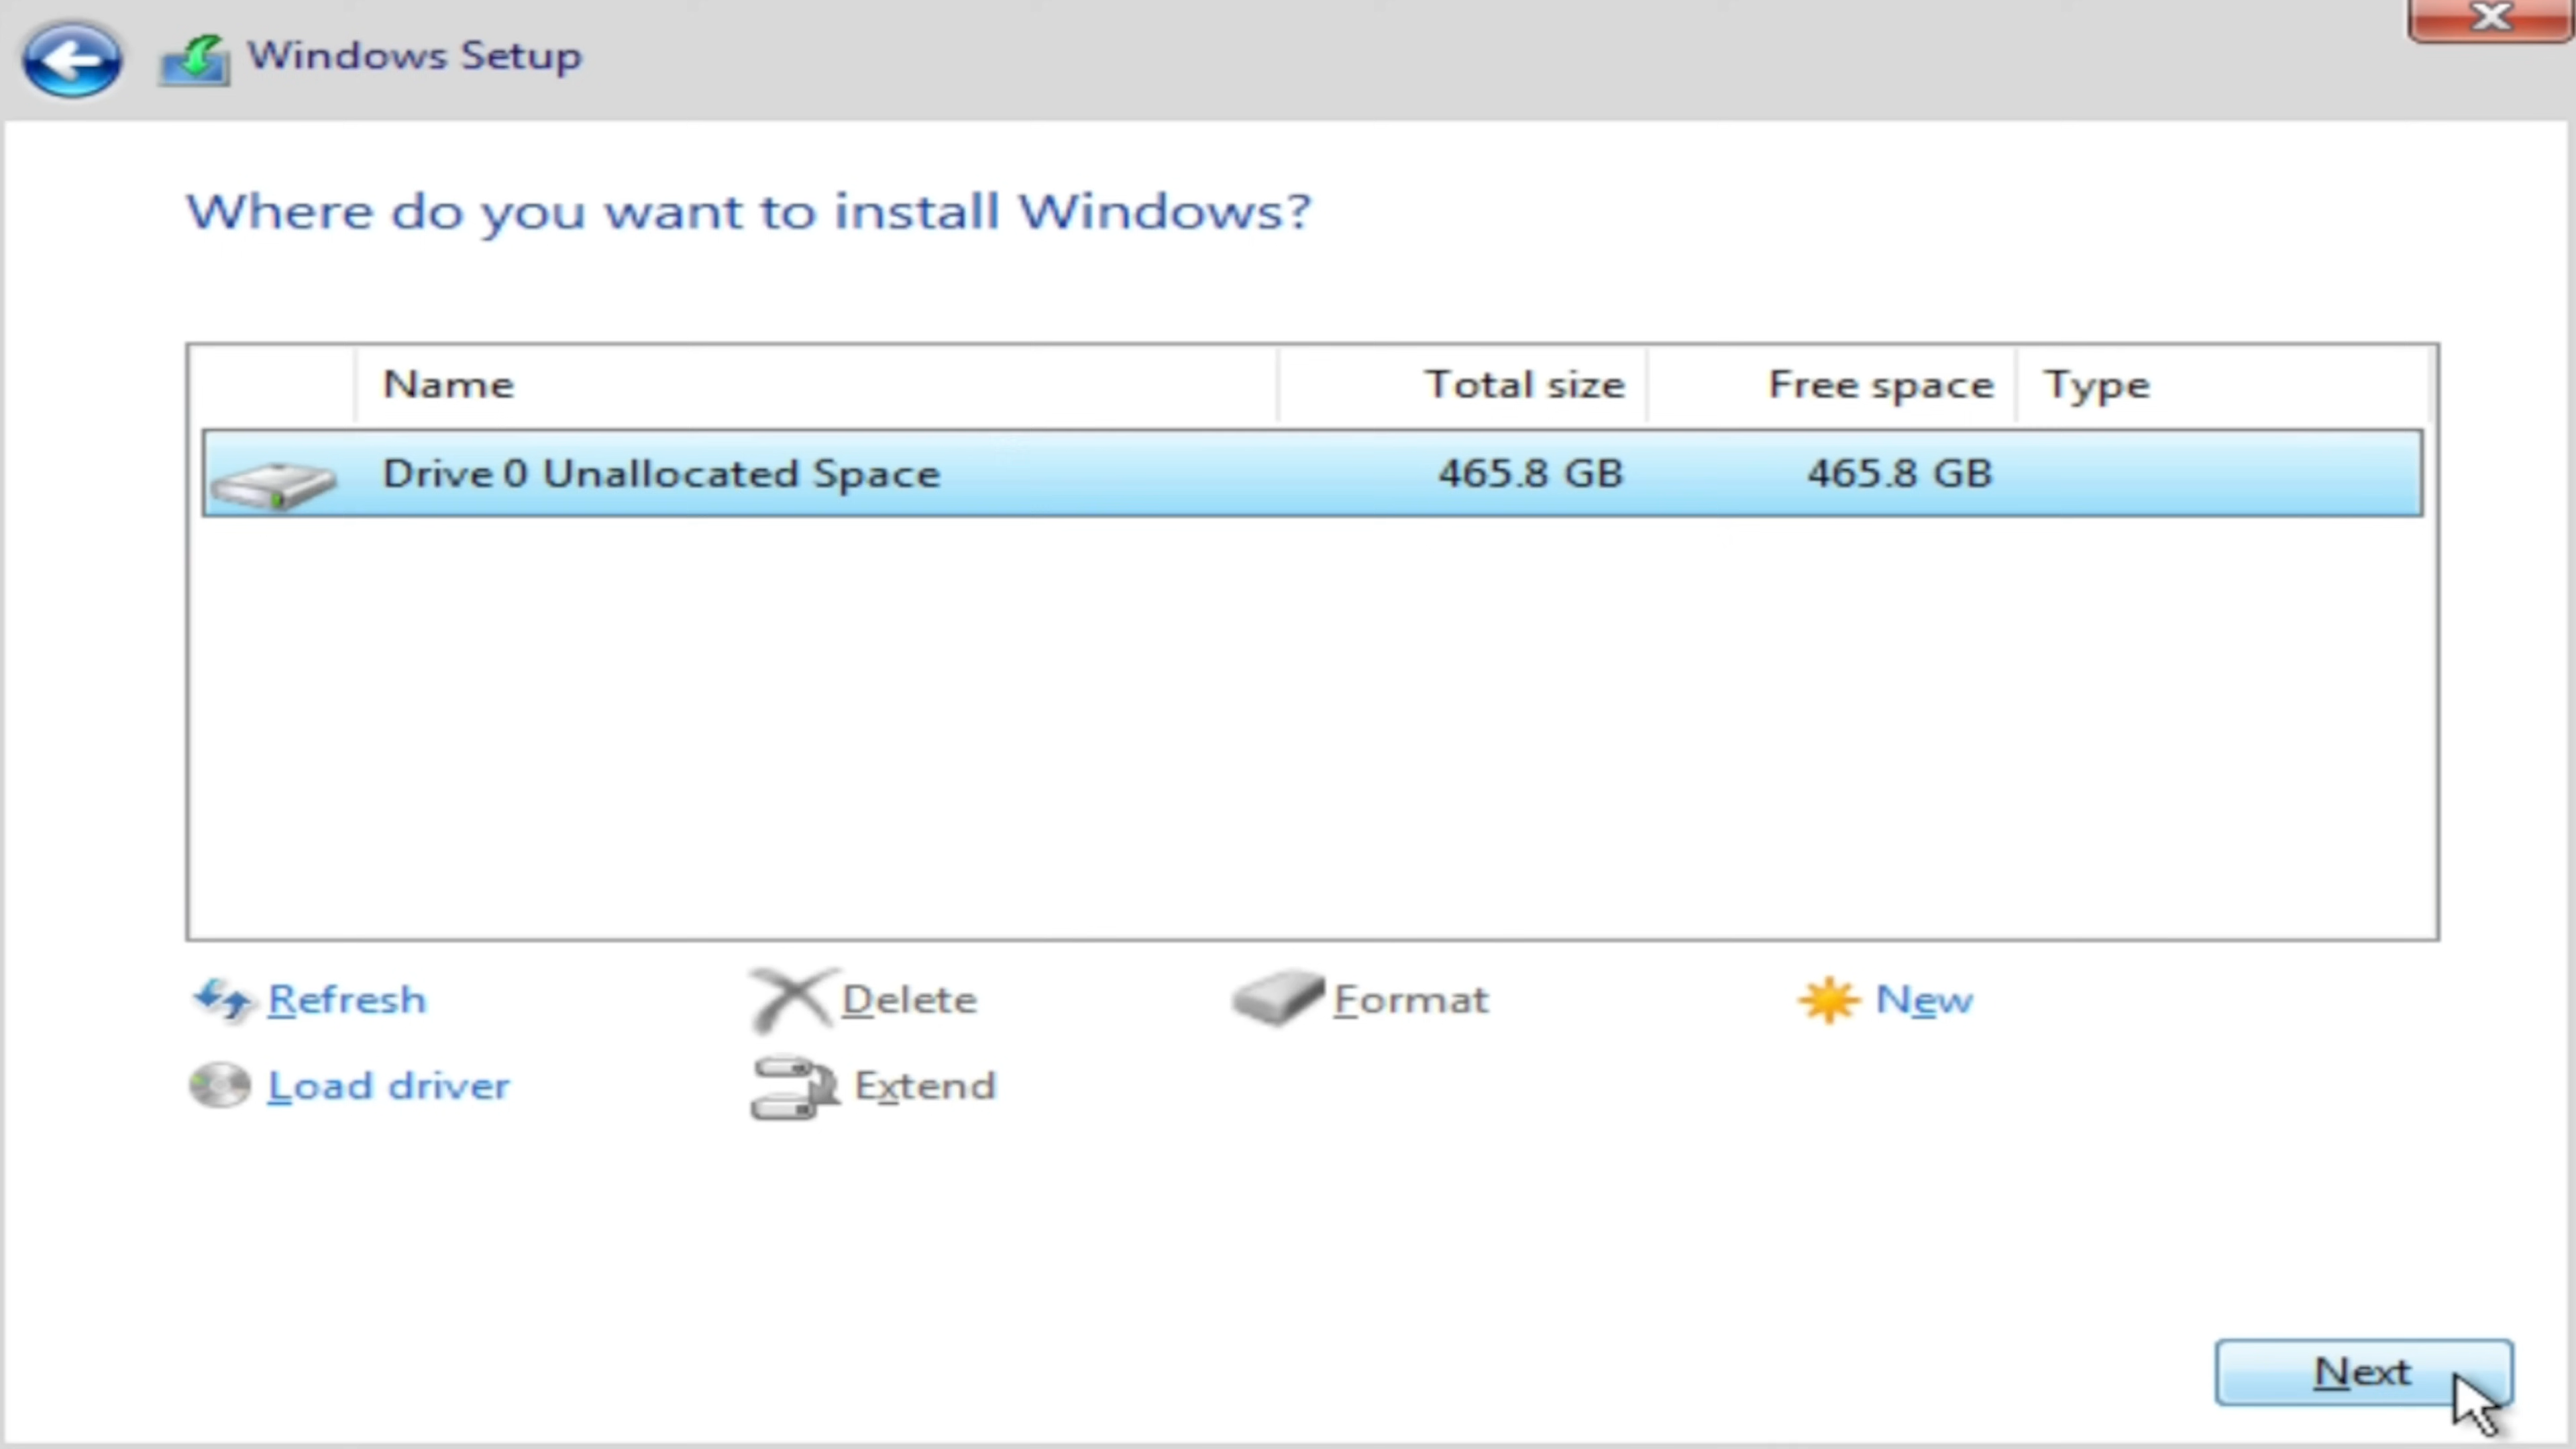 Windows Setup
Where do you want to install Windows?
Name Total size Free space Type
Drive 0 Unallocated Space 465.8 GB 465.8 GB
Refresh Delete Format New
Load driver Extend
Next